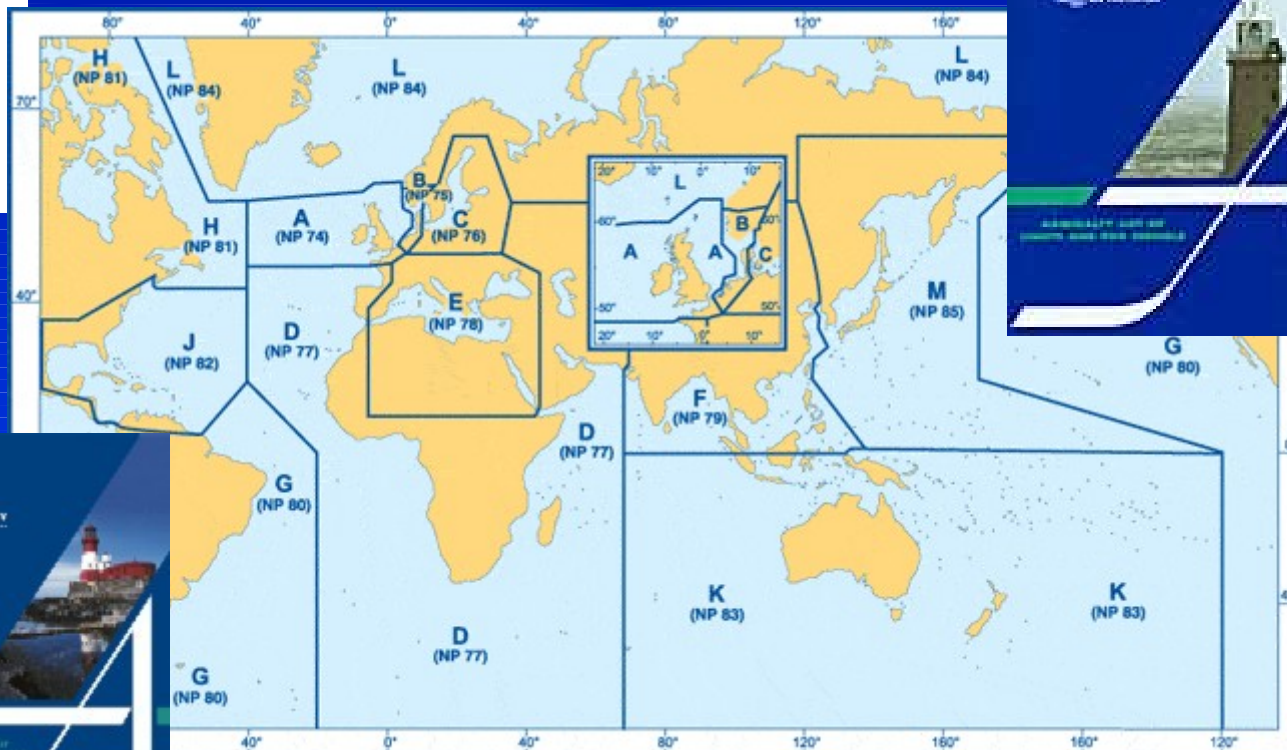 80° 40° 0° 40° 80° 120° 160°
H
(NP 81)
L
(NP 84)
L
(NP 84)
L
(NP 84)
70°
B
(NP 75)
A
(NP 74)
C
(NP 76)
H
(NP 81)
20° 10° 0° 10°
L
60° 60°
B
A A C
50° 50°
20° 10° 0° 10°
40°
M
(NP 85)
E
(NP 78)
D
(NP 77)
J
(NP 82)
G
(NP 80)
F
(NP 79)
D
(NP 77)
G
(NP 80)
K
(NP 83)
K
(NP 83)
D
(NP 77)
G
(NP 80)
40° 0° 40° 80° 120° 160° 120°